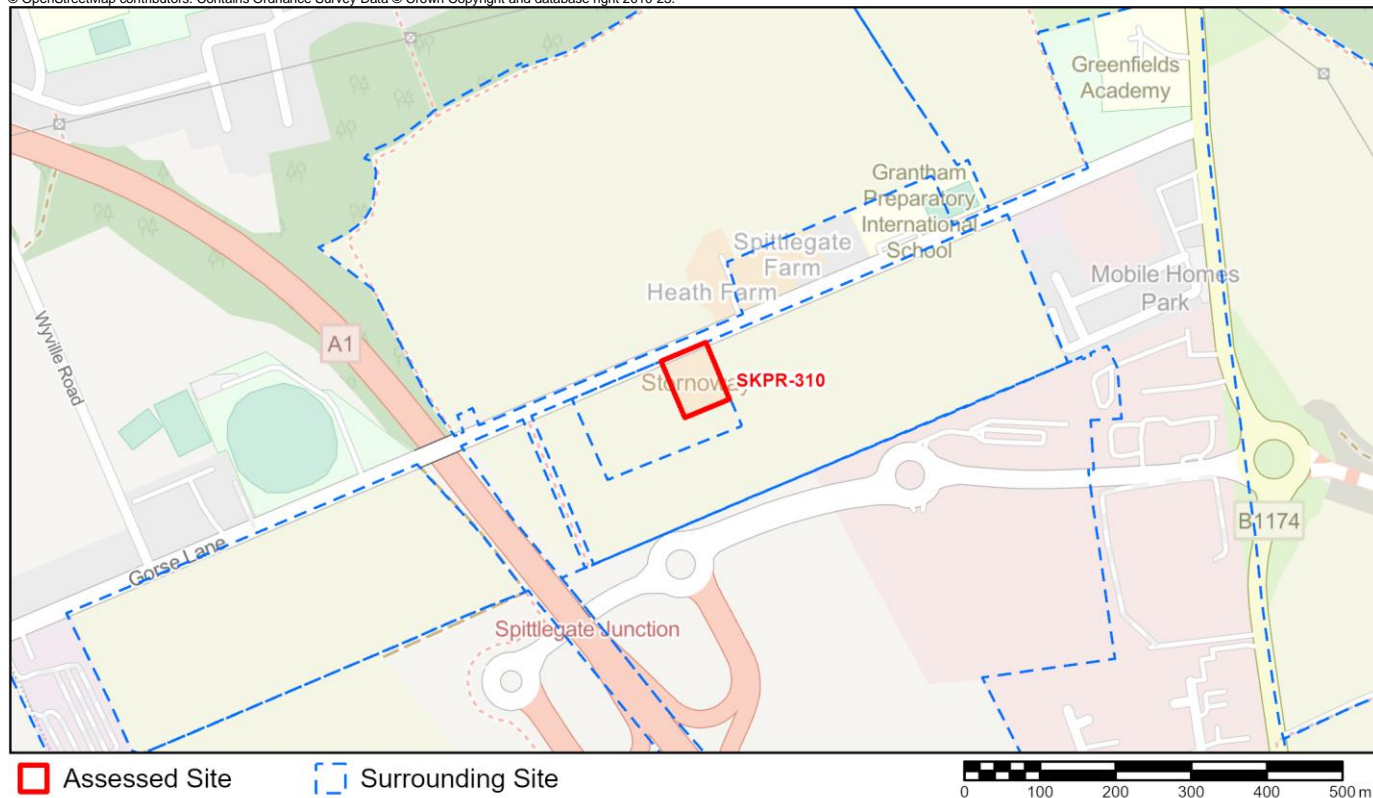 © OpenStreetMap contributors. Contains Ordnance Survey Data © Crown Copyright and database right 2010-23.
Greenfields
Academy
Grantham
Preparatory
International
School
Spittlegate
Farm
Heath Farm
Mobile Homes
Park
A1
Wyville Road
Stornoway
SKPR-310
B1174
Gorse Lane
Spittlegate Junction
Assessed Site
Surrounding Site
0 100 200 300 400 500 m